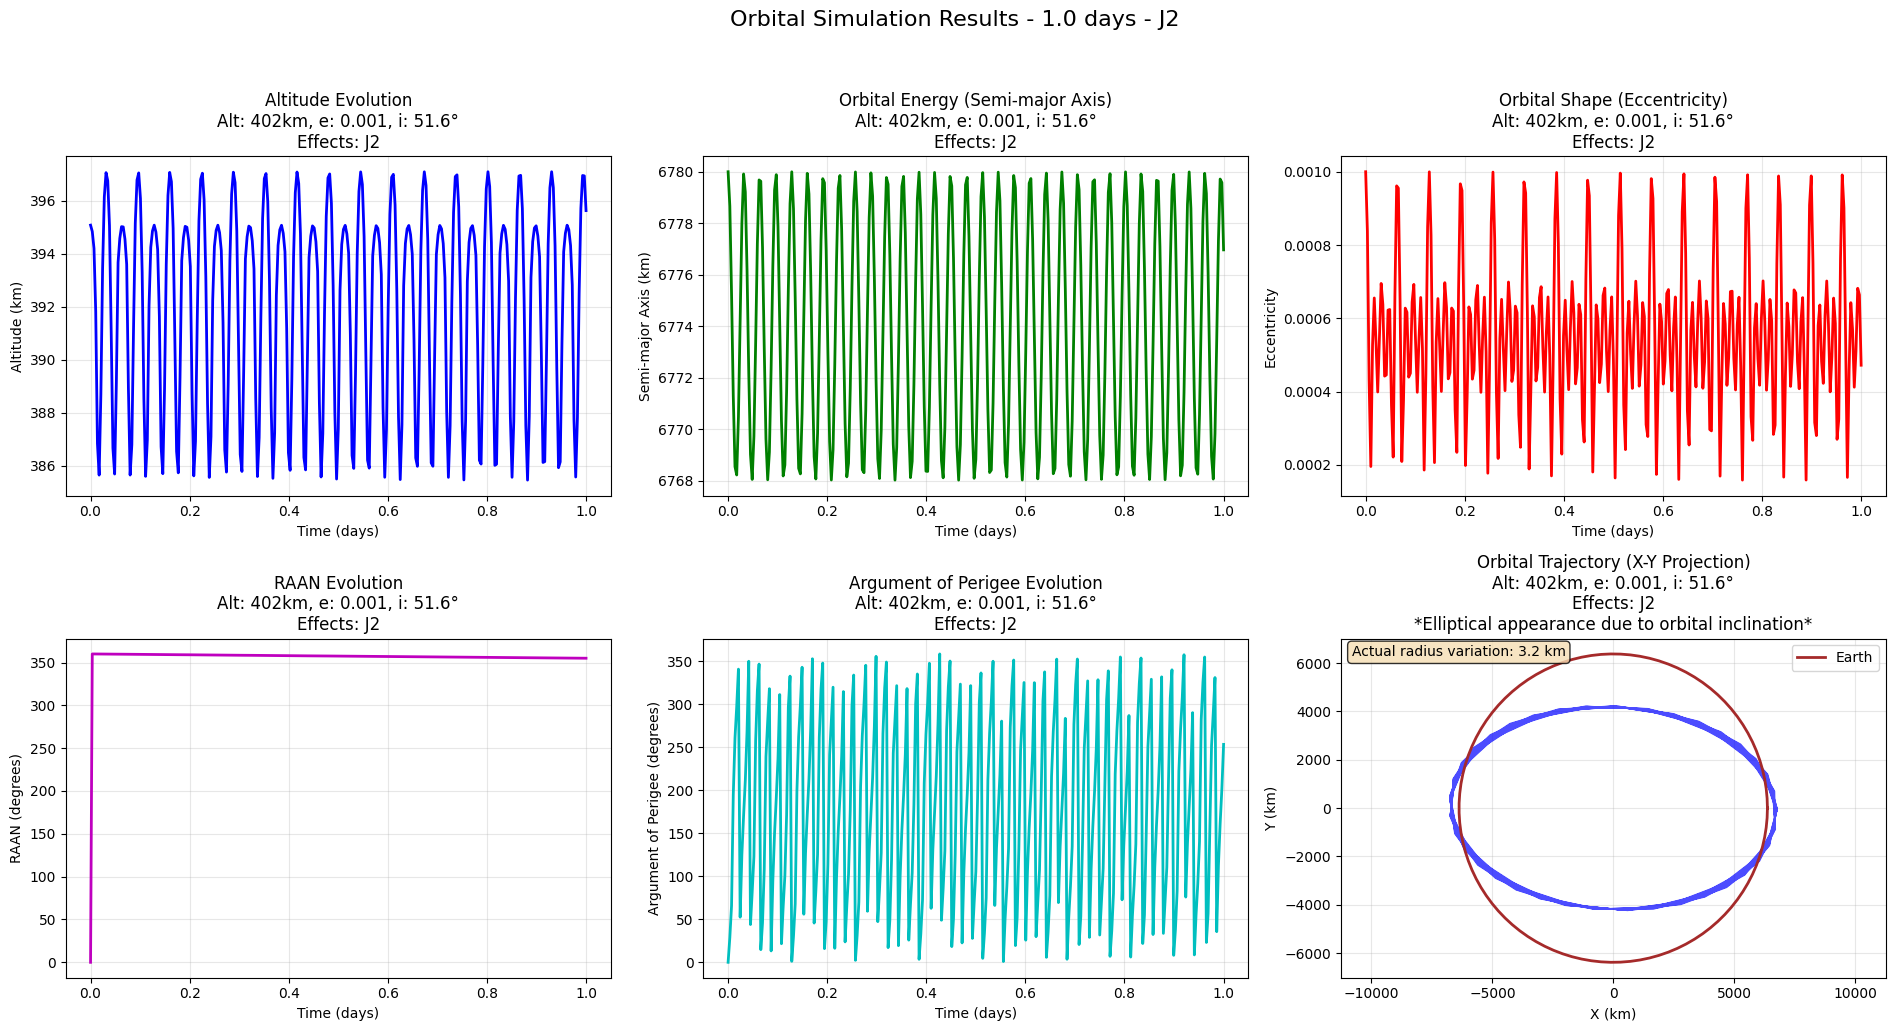 Orbital Simulation Results - 1.0 days - J2
Altitude Evolution
Alt: 402km, e: 0.001, i: 51.6°
Effects: J2
396
394
392
390
388
386
Altitude (km)
0.0 0.2 0.4 0.6 0.8 1.0
Time (days)
Orbital Energy (Semi-major Axis)
Alt: 402km, e: 0.001, i: 51.6°
Effects: J2
6780
6778
6776
6774
6772
6770
6768
Semi-major Axis (km)
0.0 0.2 0.4 0.6 0.8 1.0
Time (days)
Orbital Shape (Eccentricity)
Alt: 402km, e: 0.001, i: 51.6°
Effects: J2
0.0010
0.0008
0.0006
0.0004
0.0002
Eccentricity
0.0 0.2 0.4 0.6 0.8 1.0
Time (days)
RAAN Evolution
Alt: 402km, e: 0.001, i: 51.6°
Effects: J2
350
300
250
200
150
100
50
0
RAAN (degrees)
0.0 0.2 0.4 0.6 0.8 1.0
Time (days)
Argument of Perigee Evolution
Alt: 402km, e: 0.001, i: 51.6°
Effects: J2
350
300
250
200
150
100
50
0
Argument of Perigee (degrees)
0.0 0.2 0.4 0.6 0.8 1.0
Time (days)
Orbital Trajectory (X-Y Projection)
Alt: 402km, e: 0.001, i: 51.6°
Effects: J2
*Elliptical appearance due to orbital inclination*
Actual radius variation: 3.2 km
Earth
6000
4000
2000
0
−2000
−4000
−6000
Y (km)
−10000 −5000 0 5000 10000
X (km)